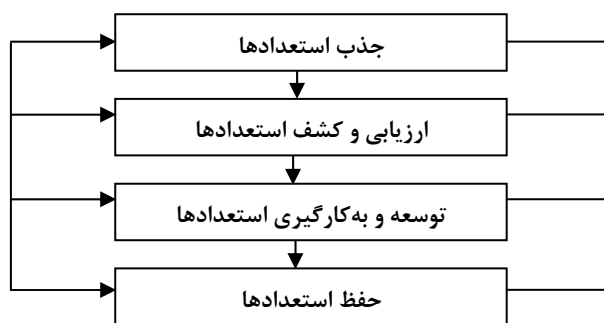 جذب استعدادها
ارزیابی و کشف استعدادها
توسعه و به‌کارگیری استعدادها
حفظ استعدادها